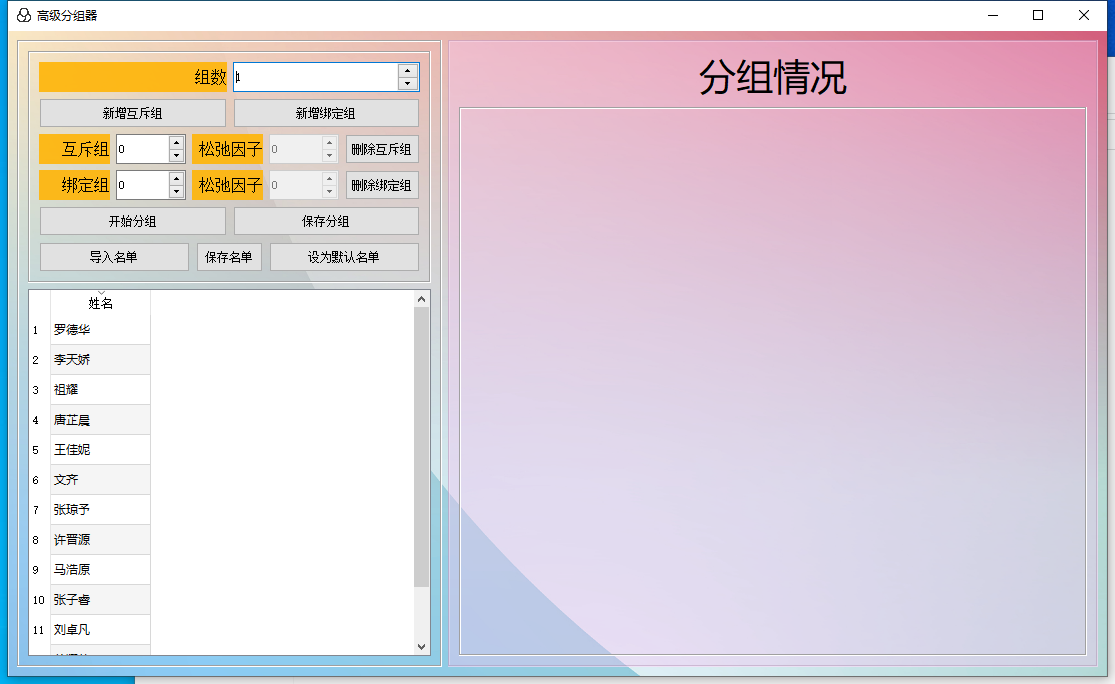 高级分组器
组数 1
新增互斥组 新增绑定组
互斥组 0 松弛因子 0 删除互斥组
绑定组 0 松弛因子 0 删除绑定组
开始分组 保存分组
导入名单 保存名单 设为默认名单
姓名
1 罗德华
2 李天娇
3 祖耀
4 唐芷晨
5 王佳妮
6 文齐
7 张琼予
8 许晋源
9 马浩原
10 张子睿
11 刘卓凡
分组情况